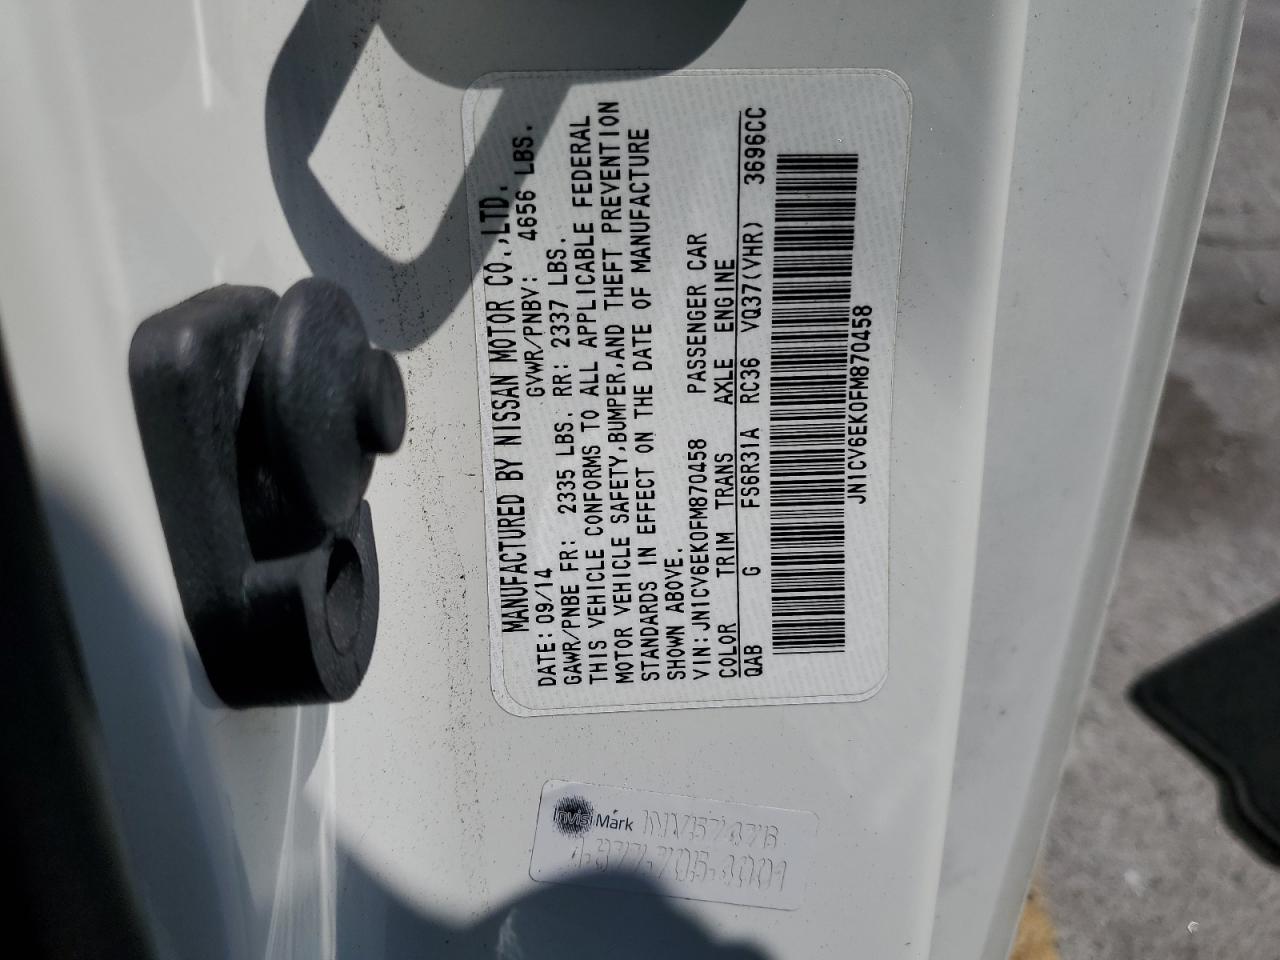 MANUFACTURED BY NISSAN MOTOR CO.,LTD.
DATE:09/14 GVWR/PNBV: 4656 LBS.
GAWR/PNBE FR: 2335 LBS. RR: 2337 LBS.
THIS VEHICLE CONFORMS TO ALL APPLICABLE FEDERAL
MOTOR VEHICLE SAFETY,BUMPER,AND THEFT PREVENTION
STANDARDS IN EFFECT ON THE DATE OF MANUFACTURE
SHOWN ABOVE.
VIN:JN1CV6EK0FM870458 PASSENGER CAR
COLOR TRIM TRANS AXLE ENGINE
QAB G FS6R31A RC36 VQ37(VHR) 3696CC
JN1CV6EK0FM870458
InvisiMark